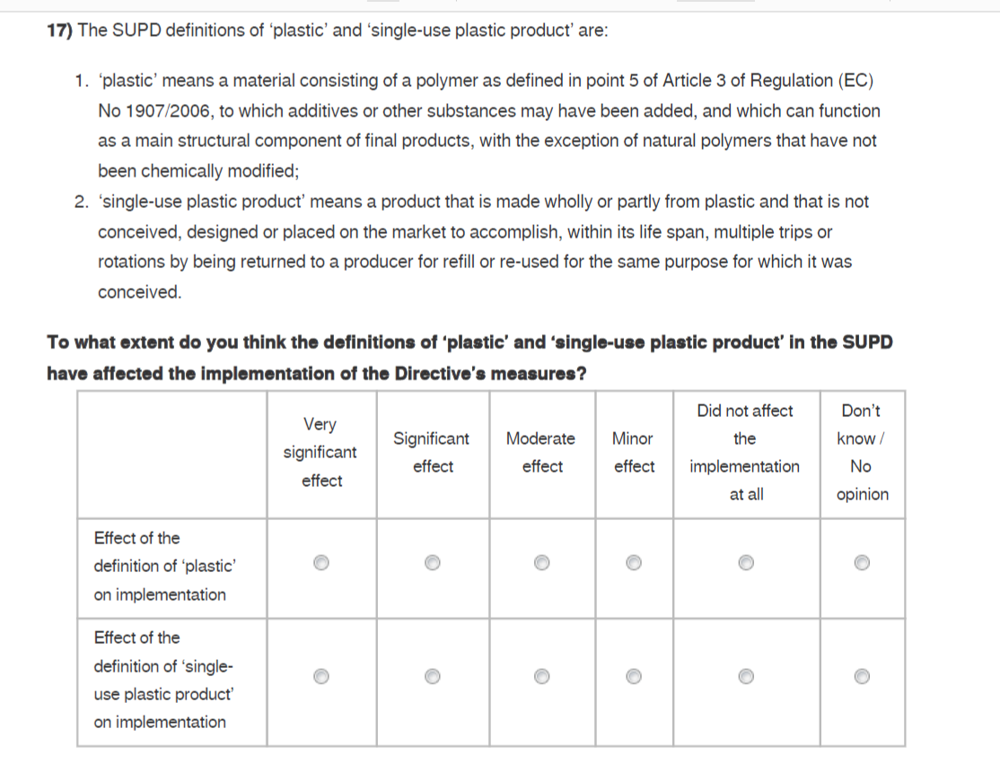 17) The SUPD definitions of ‘plastic’ and ‘single-use plastic product’ are:
1. ‘plastic’ means a material consisting of a polymer as defined in point 5 of Article 3 of Regulation (EC)
No 1907/2006, to which additives or other substances may have been added, and which can function
as a main structural component of final products, with the exception of natural polymers that have not
been chemically modified;
2. ‘single-use plastic product’ means a product that is made wholly or partly from plastic and that is not
conceived, designed or placed on the market to accomplish, within its life span, multiple trips or
rotations by being returned to a producer for refill or re-used for the same purpose for which it was
conceived.
To what extent do you think the definitions of ‘plastic’ and ‘single-use plastic product’ in the SUPD
have affected the implementation of the Directive’s measures?
Very
significant
effect
Significant
effect
Moderate
effect
Minor
effect
Did not affect
the
implementation
at all
Don’t
know /
No
opinion
Effect of the
definition of ‘plastic’
on implementation
Effect of the
definition of ‘single-
use plastic product’
on implementation